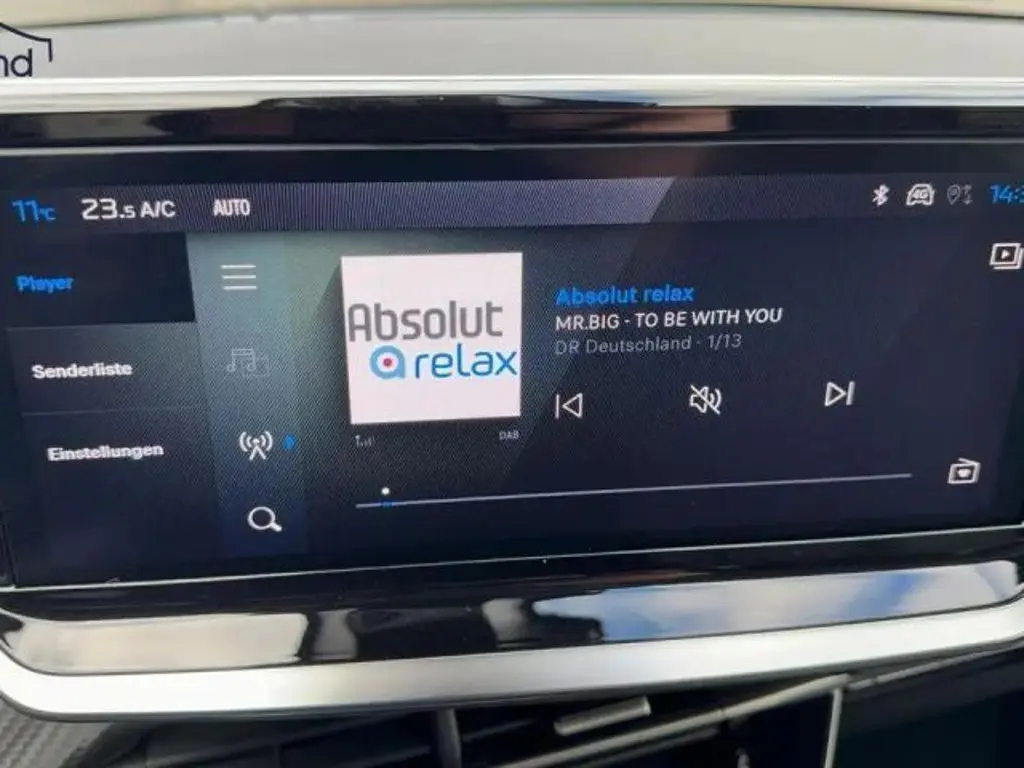 nd
11°C 23.5 A/C AUTO 4G 14:
Player
Senderliste
Einstellungen
Absolut
relax
DAB
Absolut relax
MR.BIG - TO BE WITH YOU
DR Deutschland · 1/13